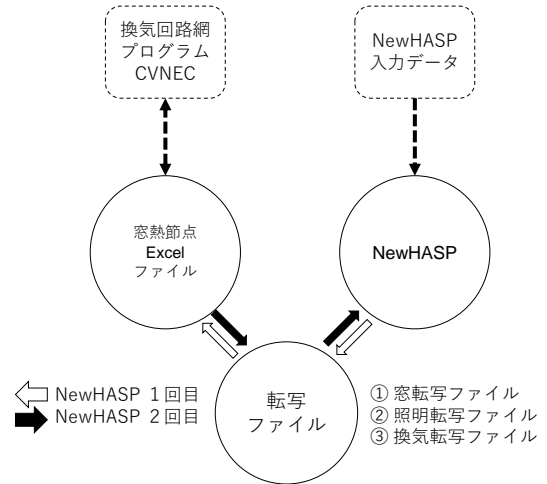 換気回路網
プログラム
CVNEC
NewHASP
入力データ
窓熱節点
Excel
ファイル
NewHASP
転写
ファイル
NewHASP 1回目
NewHASP 2回目
① 窓転写ファイル
② 照明転写ファイル
③ 換気転写ファイル